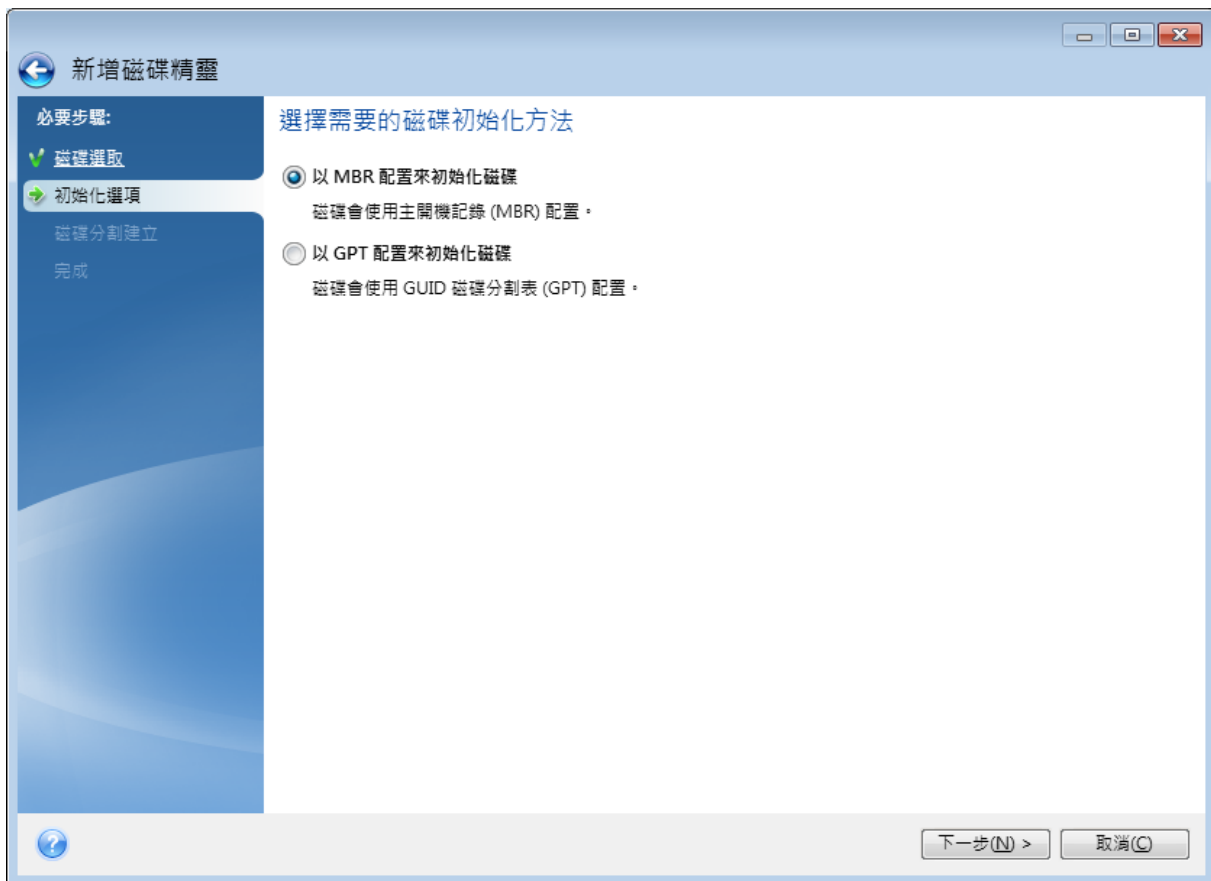 新增磁碟精靈
必要步驟:
磁碟選取
初始化選項
磁碟分割建立
完成
選擇需要的磁碟初始化方法
以 MBR 配置來初始化磁碟
磁碟會使用主開機記錄 (MBR) 配置。
以 GPT 配置來初始化磁碟
磁碟會使用 GUID 磁碟分割表 (GPT) 配置。
下一步(N) >
取消(C)